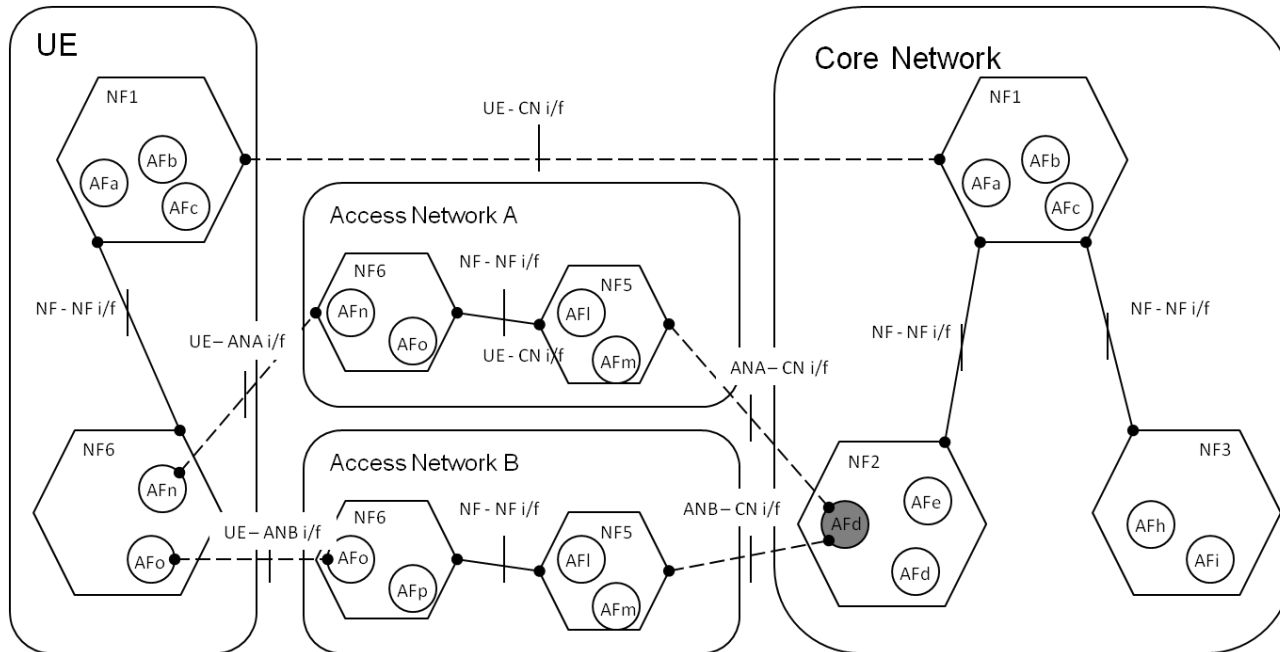 UE
Core Network
NF1
NF1
UE - CN i/f
AFb
AFa
AFc
AFb
AFa
AFc
Access Network A
NF6
NF - NF i/f
NF5
AFn
AFo
AFl
AFm
UE - CN i/f
NF - NF i/f
UE – ANA i/f
ANA – CN i/f
NF - NF i/f
NF - NF i/f
NF6
AFn
AFo
UE – ANB i/f
Access Network B
NF6
NF - NF i/f
NF5
AFo
AFp
AFl
AFm
ANB – CN i/f
NF2
AFe
AFd
AFd
NF3
AFh
AFi